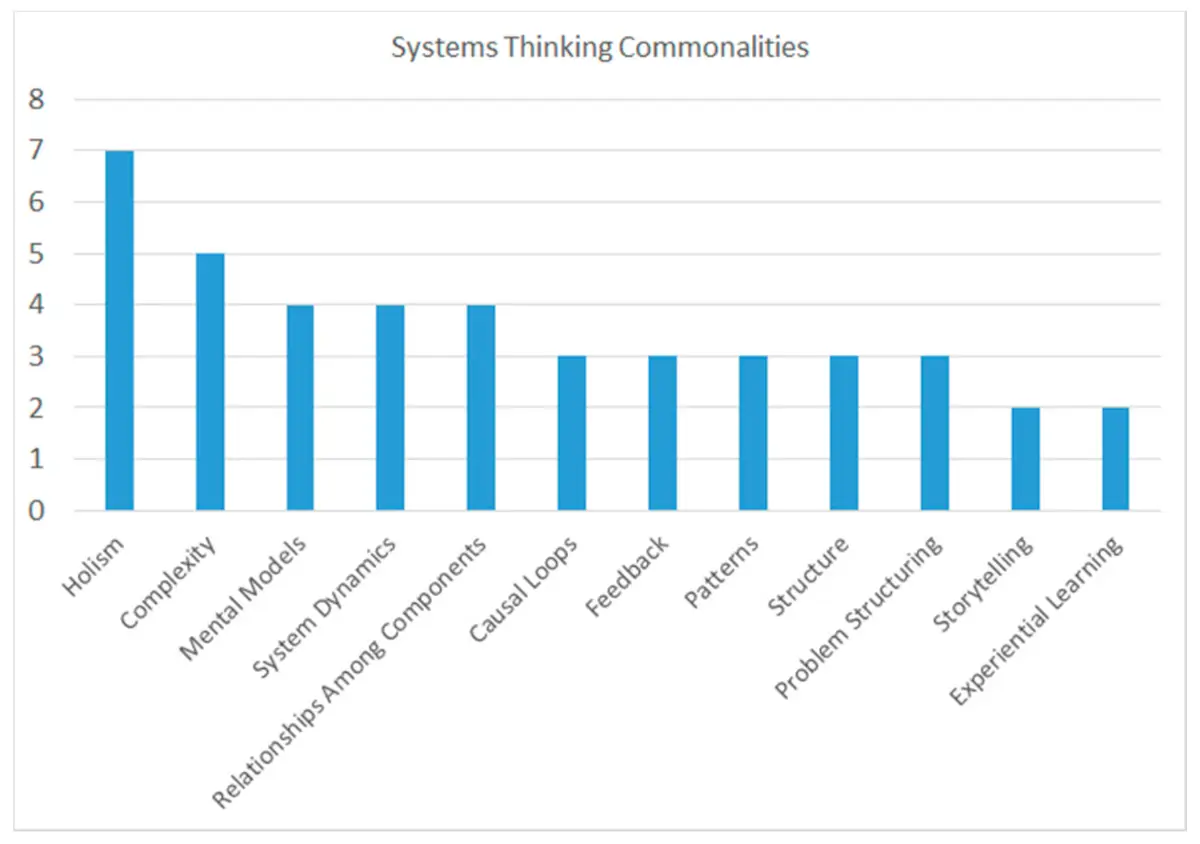 Systems Thinking Commonalities
8
7
6
5
4
3
2
1
0
Holism
Complexity
Mental Models
System Dynamics
Relationships Among Components
Causal Loops
Feedback
Patterns
Structure
Problem Structuring
Storytelling
Experiential Learning